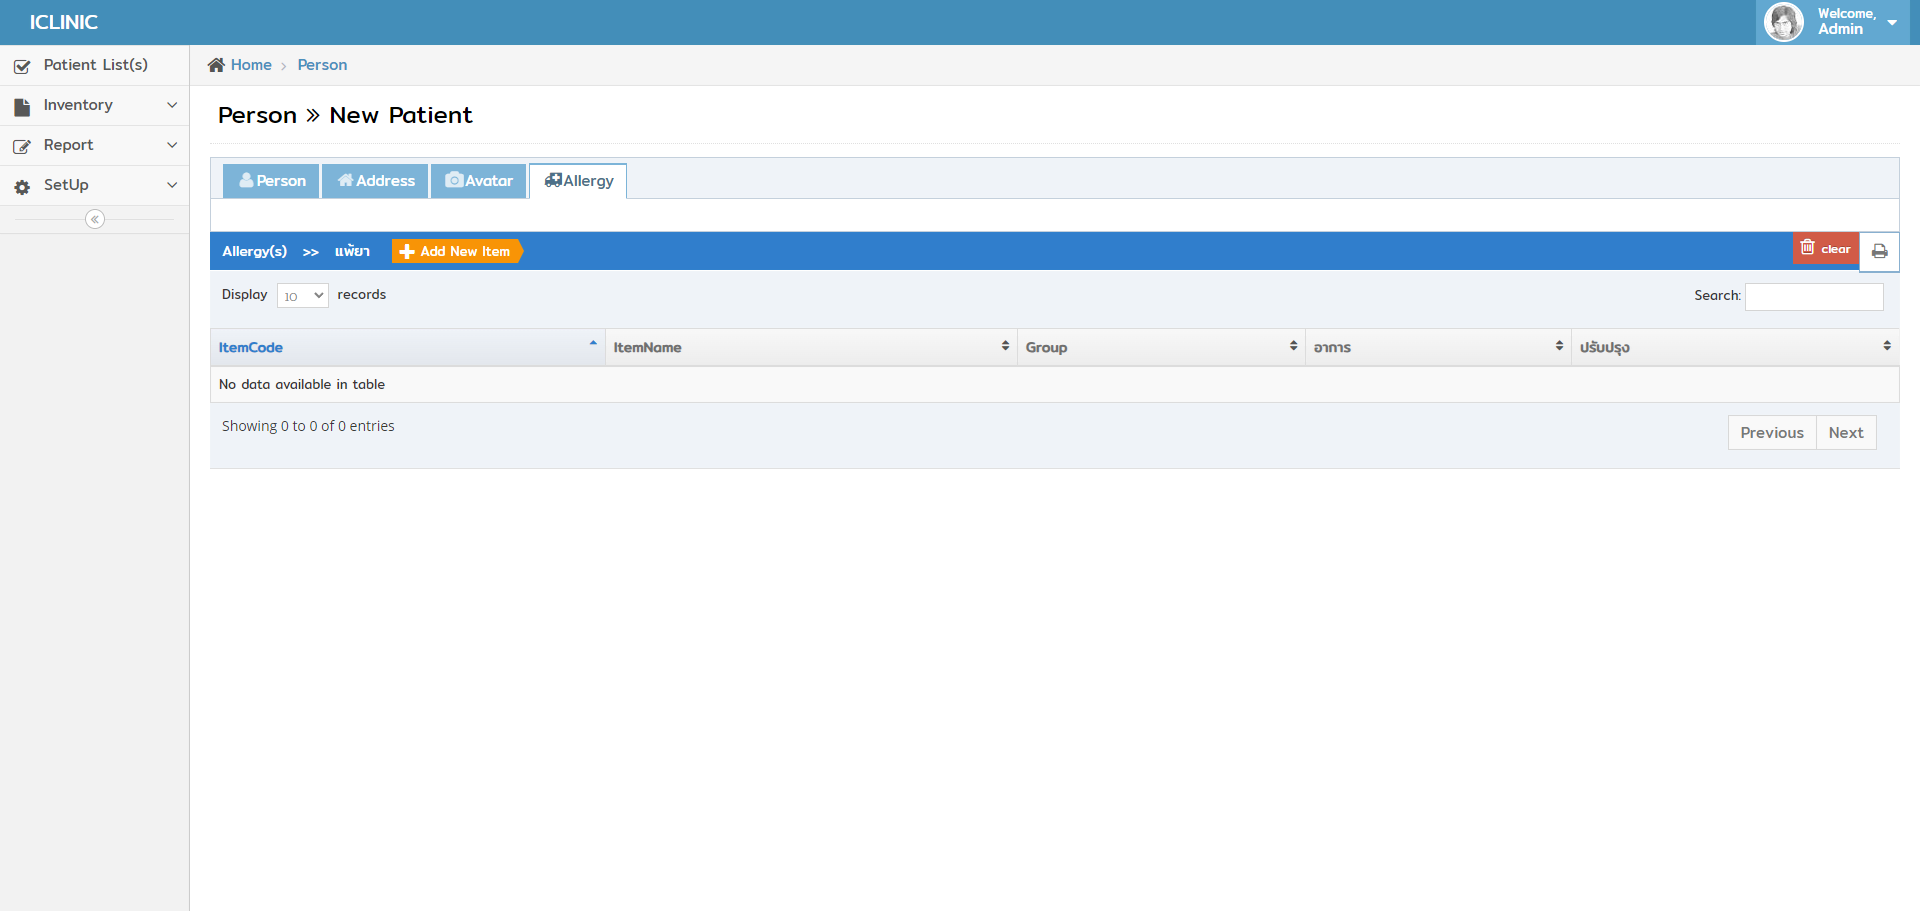 ICLINIC
Welcome,
Admin
Patient List(s)
Inventory
Report
SetUp
Home
Person
Person » New Patient
Person
Address
Avatar
Allergy
Allergy(s) >> แพ้ยา
Add New Item
clear
Display 10 records
Search:
ItemCode ItemName Group อาการ ปรับปรุง
No data available in table
Showing 0 to 0 of 0 entries
Previous Next